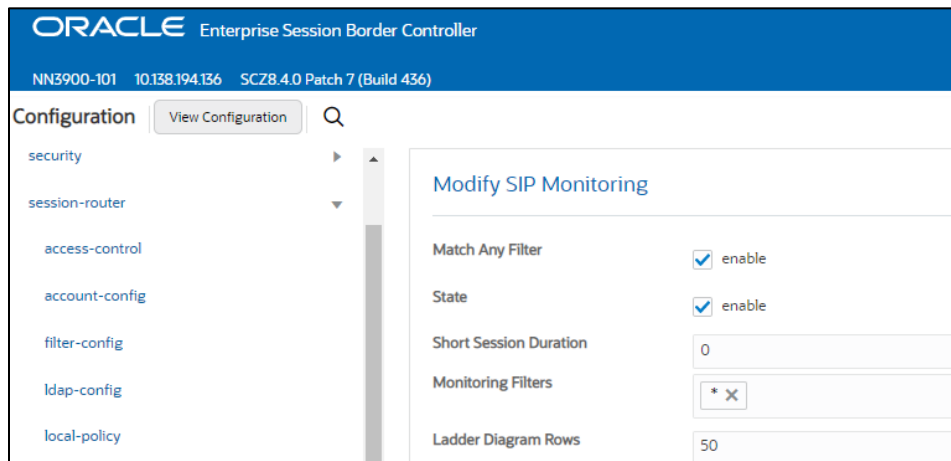 ORACLE Enterprise Session Border Controller
NN3900-101 10.138.194.136 SCZ8.4.0 Patch 7 (Build 436)
Configuration View Configuration
security
session-router
access-control
account-config
filter-config
ldap-config
local-policy
Modify SIP Monitoring
Match Any Filter enable
State enable
Short Session Duration 0
Monitoring Filters *
Ladder Diagram Rows 50